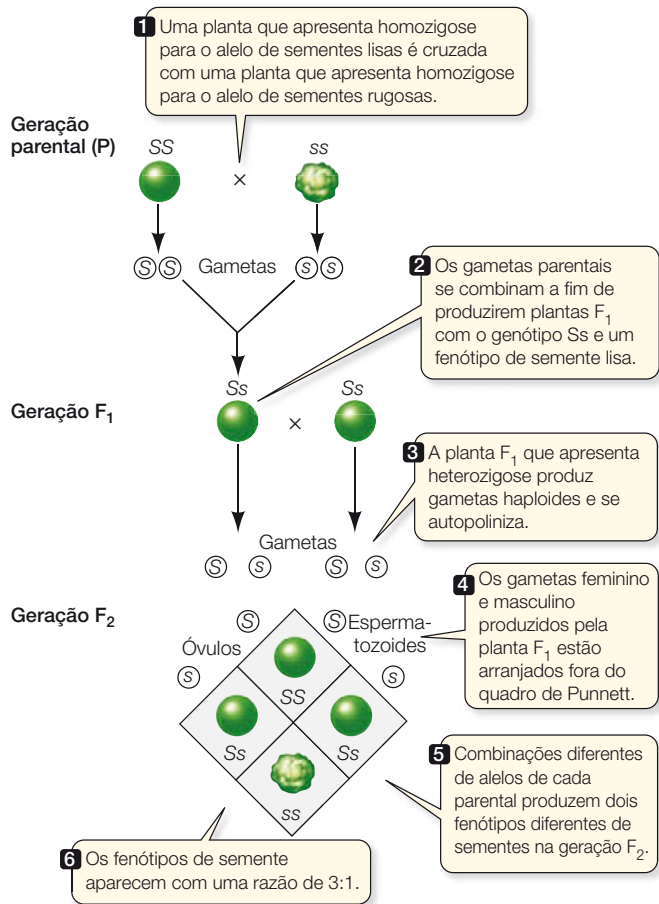 1 Uma planta que apresenta homozigose
para o alelo de sementes lisas é cruzada
com uma planta que apresenta homozigose
para o alelo de sementes rugosas.
Geração
parental (P)
SS
×
ss
S S
Gametas
s s
2 Os gametas parentais
se combinam a fim de
produzirem plantas F1
com o genótipo Ss e um
fenótipo de semente lisa.
Geração F1
Ss
×
Ss
3 A planta F1 que apresenta
heterozigose produz
gametas haploides e se
autopoliniza.
Gametas
S s
S s
Geração F2
4 Os gametas feminino
e masculino
produzidos pela
planta F1 estão
arranjados fora do
quadro de Punnett.
S
S
Óvulos
Esperma-
tozoides
s
s
SS
Ss
Ss
ss
5 Combinações diferentes
de alelos de cada
parental produzem dois
fenótipos diferentes de
sementes na geração F2.
6 Os fenótipos de semente
aparecem com uma razão de 3:1.